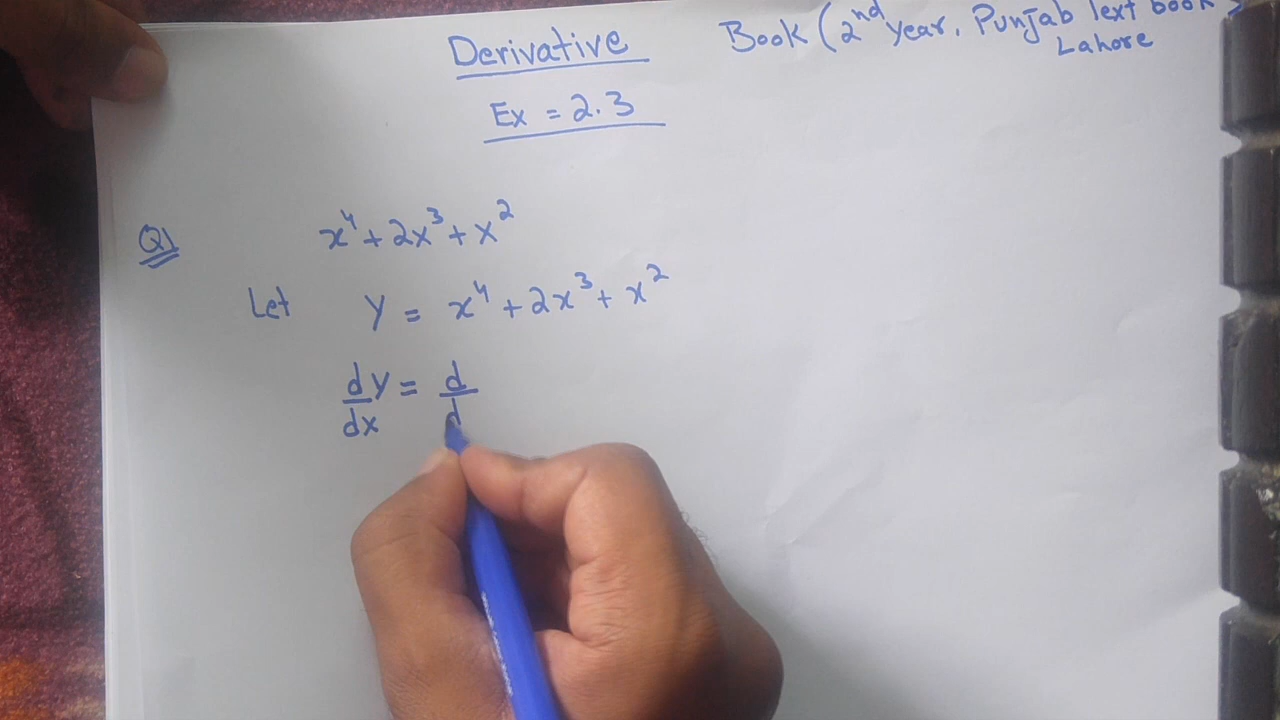 Derivative
Book (2nd year, Punjab Text book
Lahore
Ex = 2.3
Q1 x⁴ + 2x³ + x²
Let y = x⁴ + 2x³ + x²
dy/dx = d/d